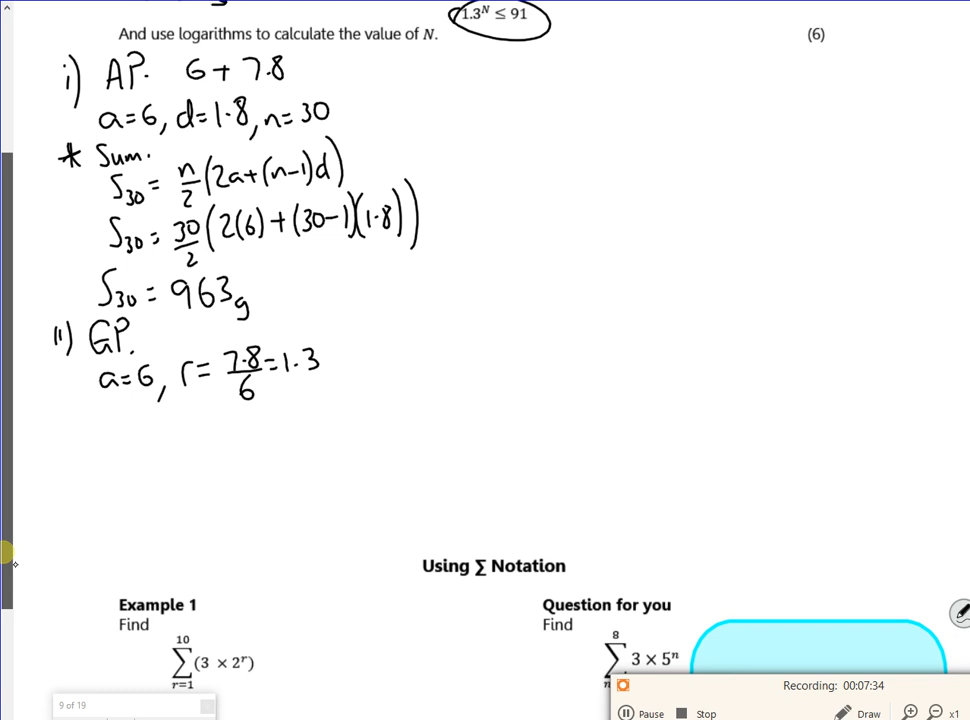 1.3^N ≤ 91
And use logarithms to calculate the value of N. (6)
i) AP. 6 + 7.8
a=6, d=1.8, n=30
* Sum.
S₃₀ = n/2 (2a+(n-1)d)
S₃₀ = 30/2 (2(6)+(30-1)(1.8))
S₃₀ = 963g
ii) GP.
a=6, r = 7.8/6 = 1.3
Using ∑ Notation
Example 1
Find
10
∑(3 × 2^r)
r=1
Question for you
Find
8
∑ 3 × 5^n
n
9 of 19
Recording: 00:07:34
Pause Stop Draw x1